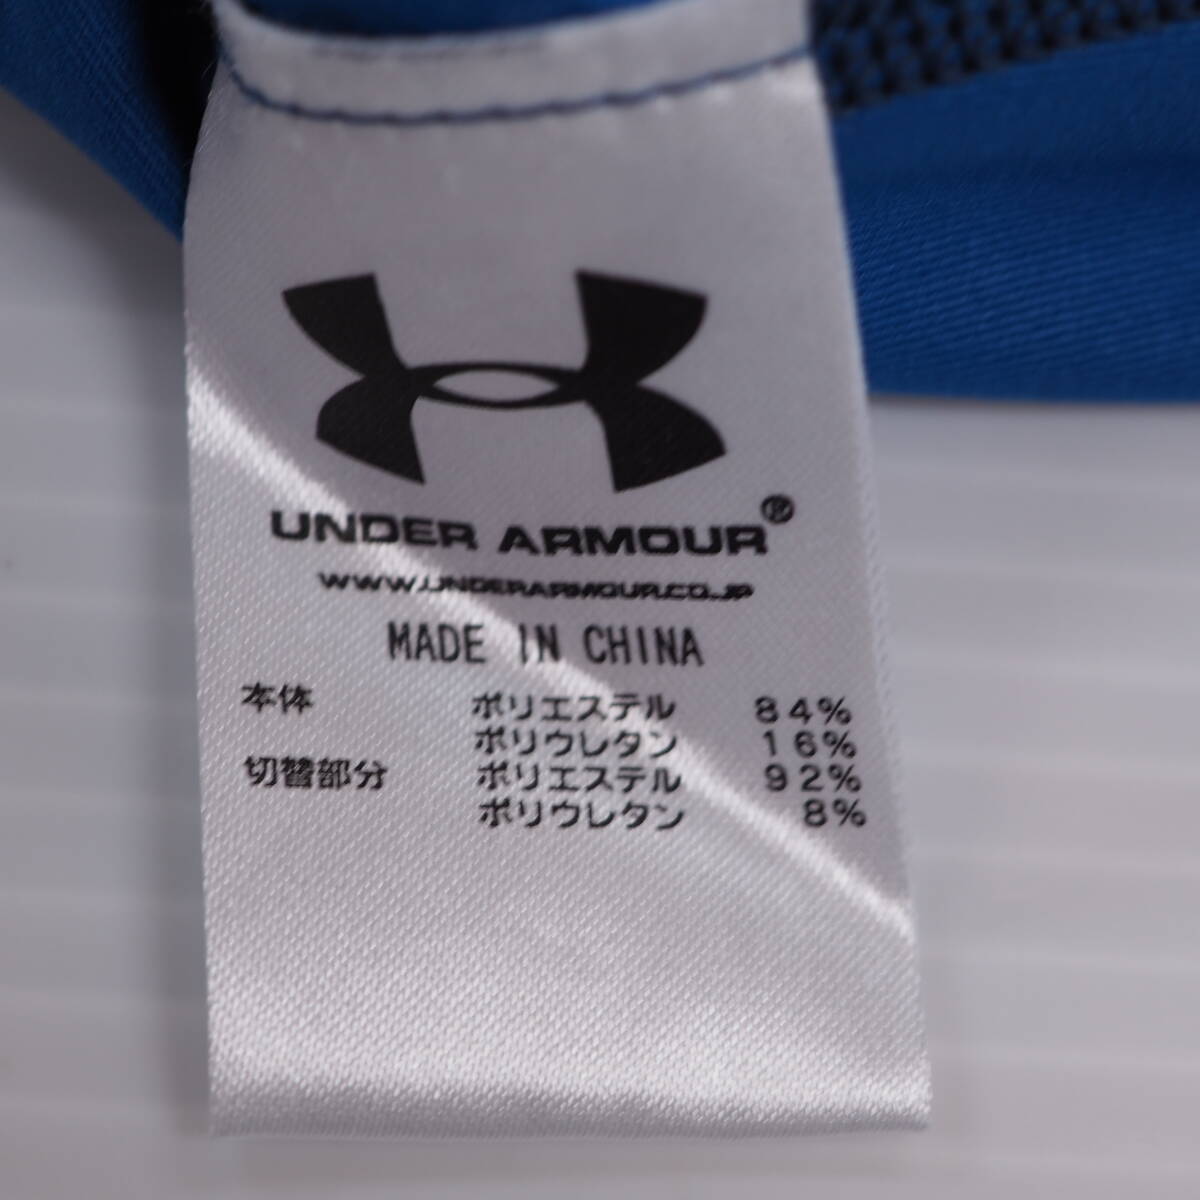 UNDER ARMOUR®
WWW.UNDERARMOUR.CO.JP
MADE IN CHINA
本体 ポリエステル 84%
ポリウレタン 16%
切替部分 ポリエステル 92%
ポリウレタン 8%